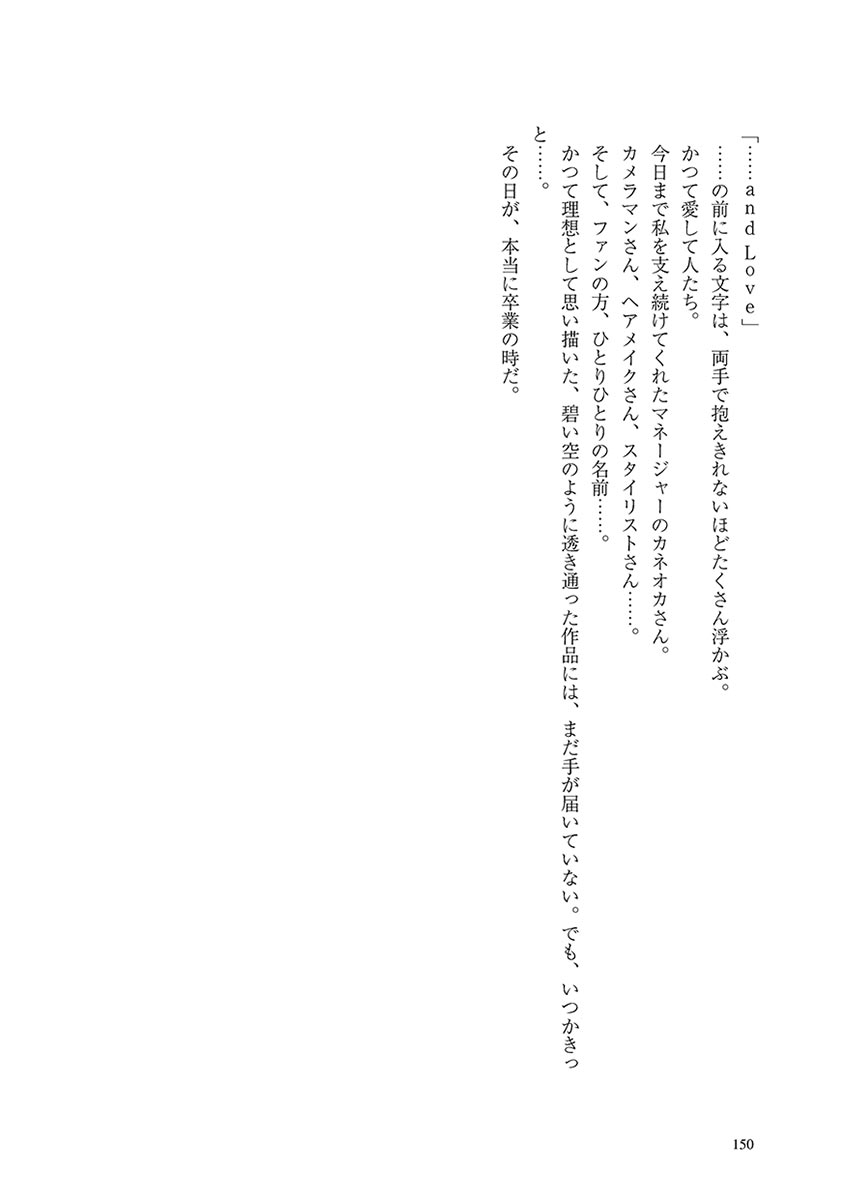 「……and Love」
……の前に入る文字は、両手で抱えきれないほどたくさん浮かぶ。
かつて愛して人たち。
今日まで私を支え続けてくれたマネージャーのカネオカさん。
カメラマンさん、ヘアメイクさん、スタイリストさん……。
そして、ファンの方、ひとりひとりの名前……。
かつて理想として思い描いた、碧い空のように透き通った作品には、まだ手が届いていない。でも、いつかきっ
と……。
その日が、本当に卒業の時だ。
150